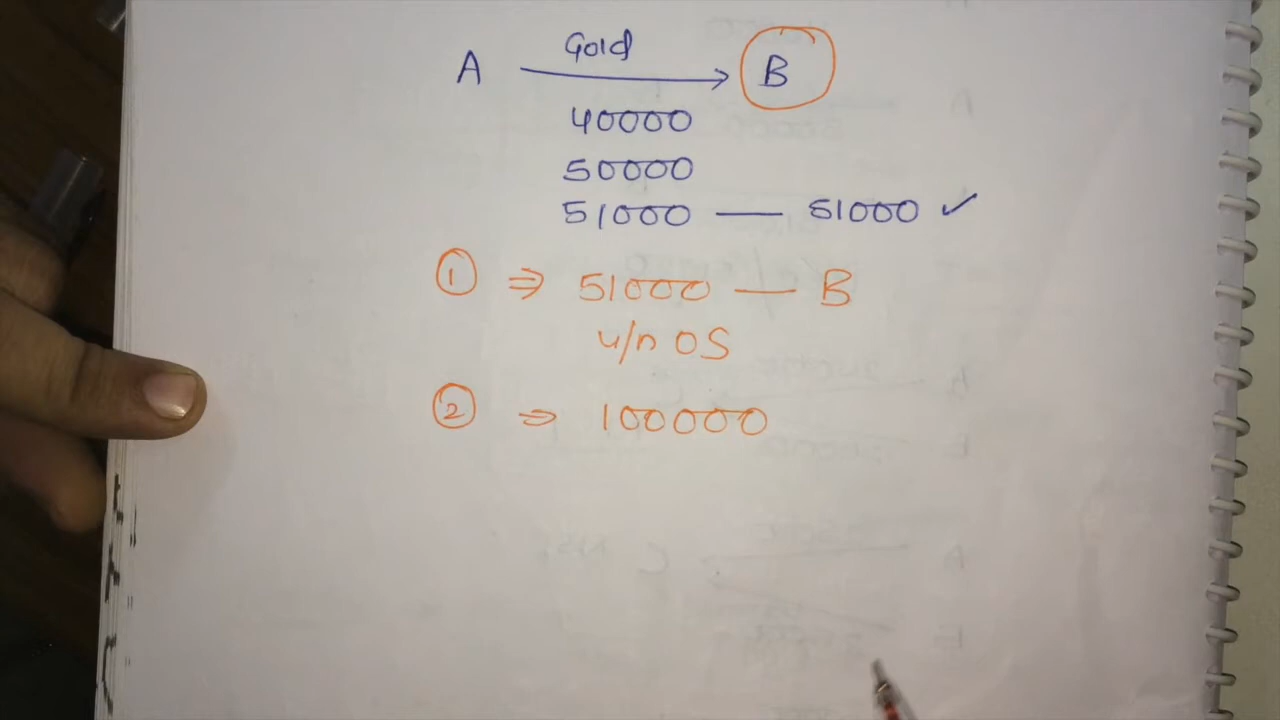 A Gold → B
40000
50000
51000 — 51000 ✓
① ⇒ 51000 — B
u/n OS
② ⇒ 100000